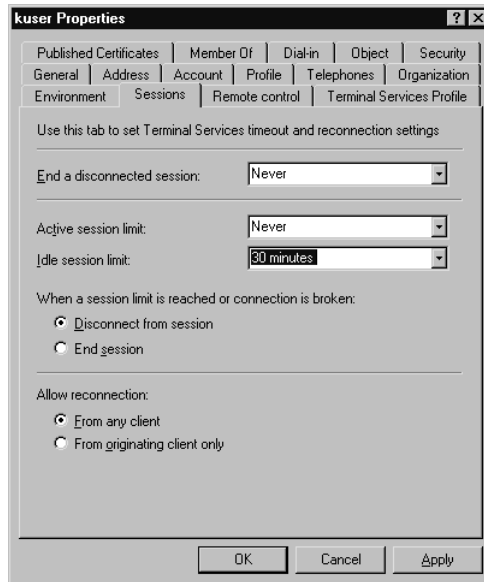 kuser Properties
Published Certificates Member Of Dial-in Object Security
General Address Account Profile Telephones Organization
Environment Sessions Remote control Terminal Services Profile
Use this tab to set Terminal Services timeout and reconnection settings
End a disconnected session: Never
Active session limit: Never
Idle session limit: 30 minutes
When a session limit is reached or connection is broken:
Disconnect from session
End session
Allow reconnection:
From any client
From originating client only
OK Cancel Apply